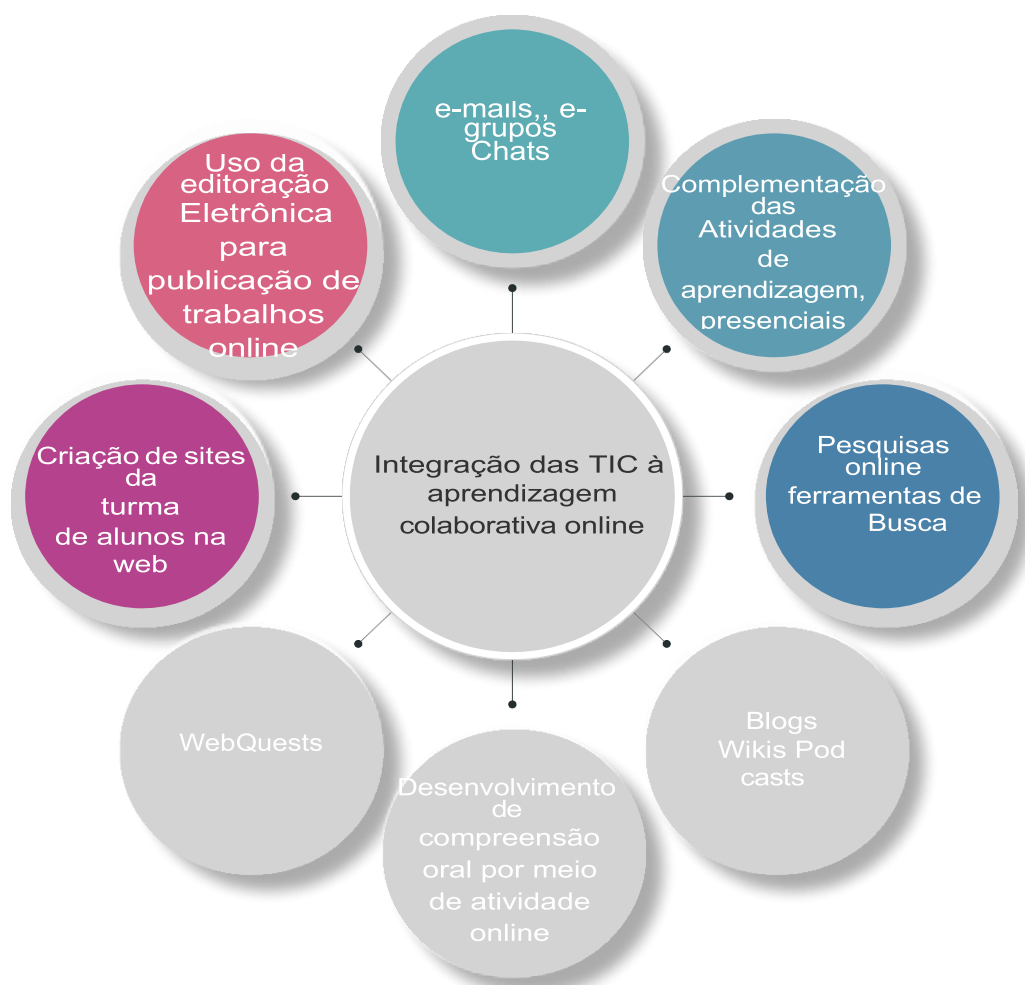 e-mails,, e-
grupos
Chats
Complementação
das
Atividades
de
aprendizagem,
presenciais
Pesquisas
online
ferramentas de
Busca
Blogs
Wikis Pod
casts
Desenvolvimento
de
compreensão
oral por meio
de atividade
online
WebQuests
Criação de sites
da
turma
de alunos na
web
Uso da
editoração
Eletrônica
para
publicação de
trabalhos
online
Integração das TIC à
aprendizagem
colaborativa online